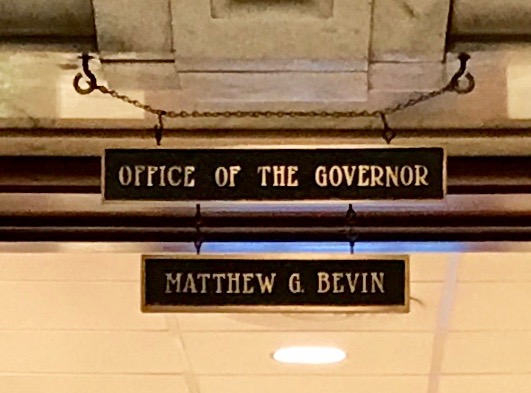 OFFICE OF THE GOVERNOR
MATTHEW G. BEVIN